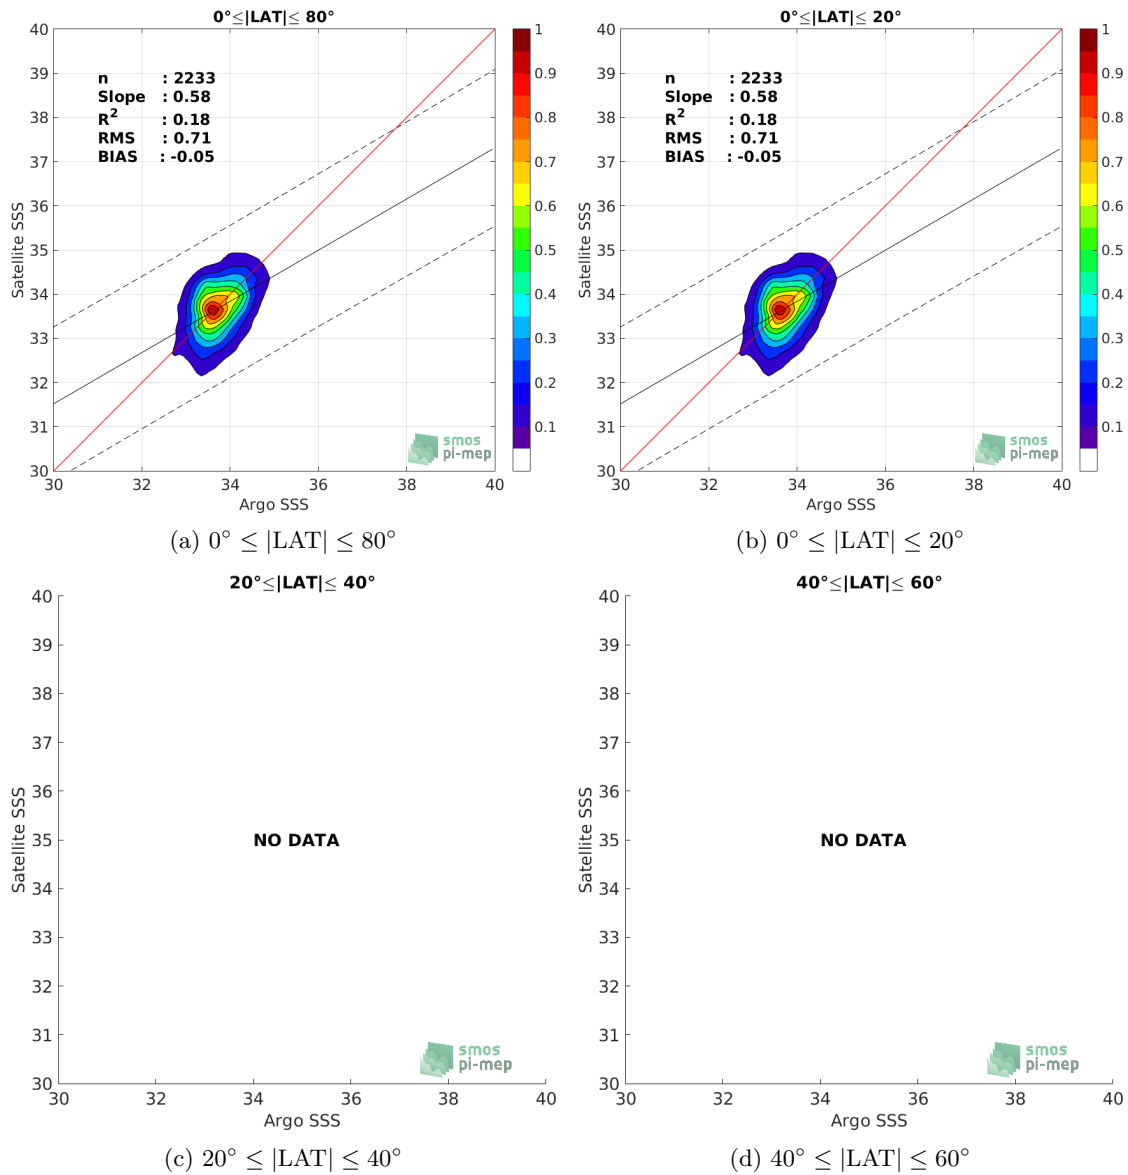 0°≤|LAT|≤ 80°
40
39
38
37
36
35
34
33
32
31
30
n : 2233
Slope : 0.58
R2 : 0.18
RMS : 0.71
BIAS : -0.05
Satellite SSS
smos
pi-mep
30 32 34 36 38 40
Argo SSS
1
0.9
0.8
0.7
0.6
0.5
0.4
0.3
0.2
0.1
(a) 0° ≤ |LAT| ≤ 80°
0°≤|LAT|≤ 20°
40
39
38
37
36
35
34
33
32
31
30
n : 2233
Slope : 0.58
R2 : 0.18
RMS : 0.71
BIAS : -0.05
Satellite SSS
smos
pi-mep
30 32 34 36 38 40
Argo SSS
1
0.9
0.8
0.7
0.6
0.5
0.4
0.3
0.2
0.1
(b) 0° ≤ |LAT| ≤ 20°
20°≤|LAT|≤ 40°
40
39
38
37
36
35
34
33
32
31
30
Satellite SSS
NO DATA
smos
pi-mep
30 32 34 36 38 40
Argo SSS
(c) 20° ≤ |LAT| ≤ 40°
40°≤|LAT|≤ 60°
40
39
38
37
36
35
34
33
32
31
30
Satellite SSS
NO DATA
smos
pi-mep
30 32 34 36 38 40
Argo SSS
(d) 40° ≤ |LAT| ≤ 60°